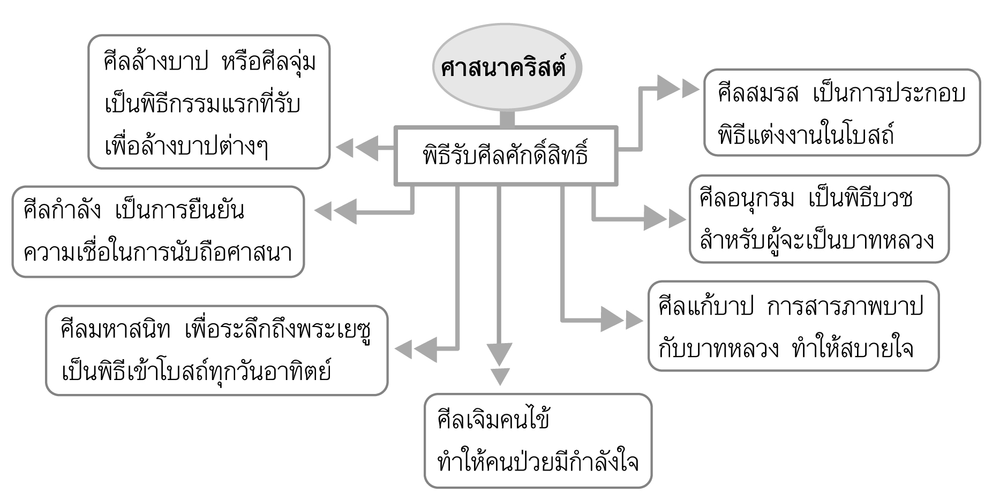 ศาสนาคริสต์
พิธีรับศีลศักดิ์สิทธิ์
ศีลล้างบาป หรือศีลจุ่ม
เป็นพิธีกรรมแรกที่รับ
เพื่อล้างบาปต่างๆ
ศีลกำลัง เป็นการยืนยัน
ความเชื่อในการนับถือศาสนา
ศีลมหาสนิท เพื่อระลึกถึงพระเยซู
เป็นพิธีเข้าโบสถ์ทุกวันอาทิตย์
ศีลเจิมคนไข้
ทำให้คนป่วยมีกำลังใจ
ศีลแก้บาป การสารภาพบาป
กับบาทหลวง ทำให้สบายใจ
ศีลอนุกรม เป็นพิธีบวช
สำหรับผู้จะเป็นบาทหลวง
ศีลสมรส เป็นการประกอบ
พิธีแต่งงานในโบสถ์